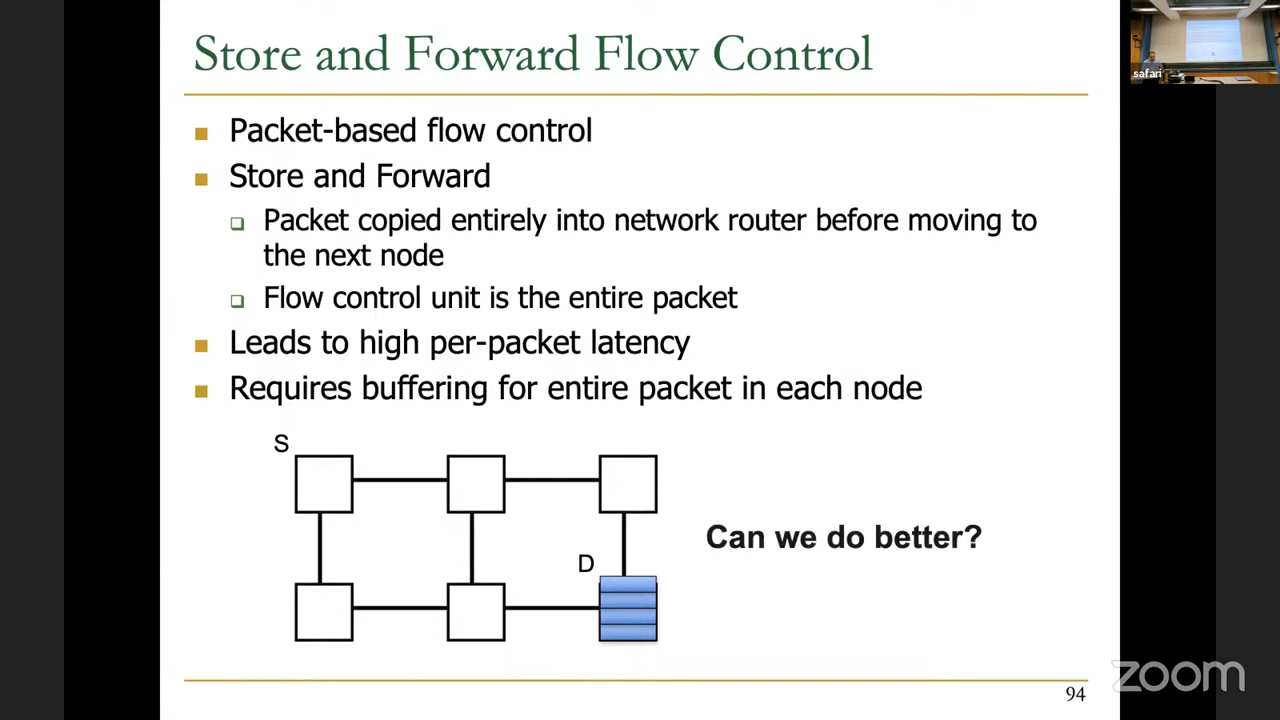 Store and Forward Flow Control
safari
Packet-based flow control
Store and Forward
Packet copied entirely into network router before moving to
the next node
Flow control unit is the entire packet
Leads to high per-packet latency
Requires buffering for entire packet in each node
S
Can we do better?
D
94
zoom